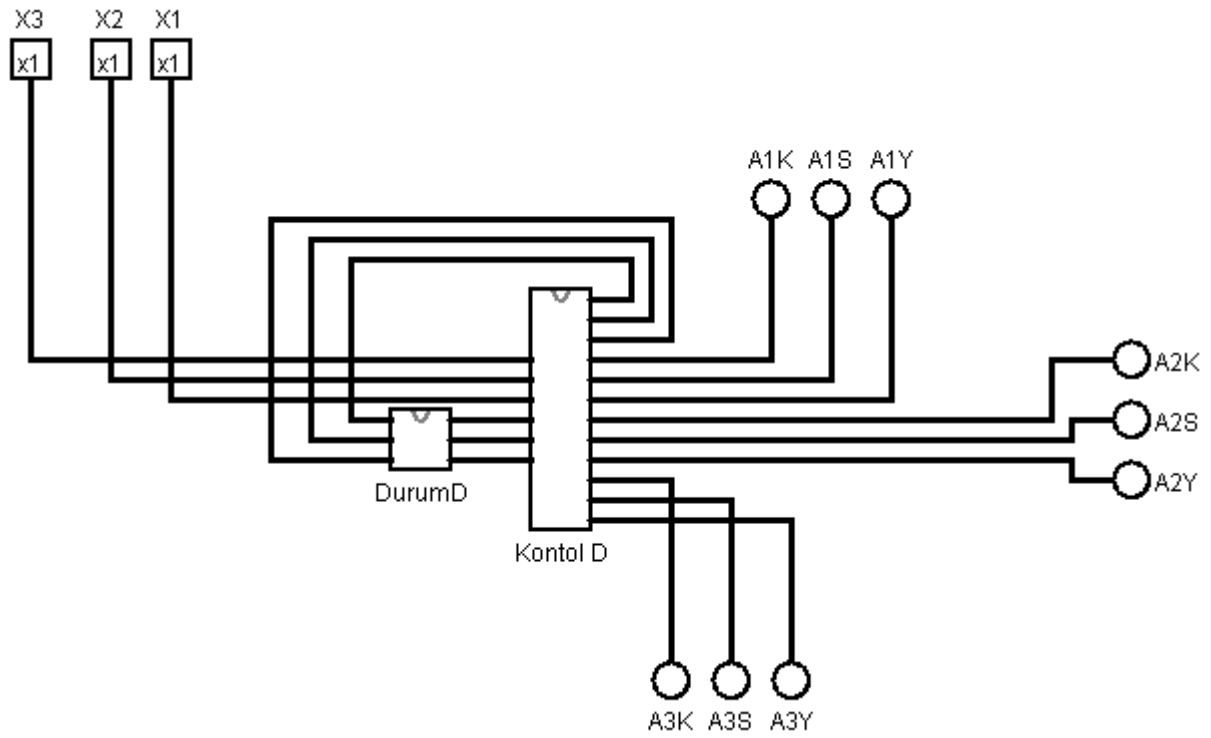 X3 X2 X1
x1 x1 x1
A1K A1S A1Y
A2K
A2S
A2Y
DurumD
Kontol D
A3K A3S A3Y